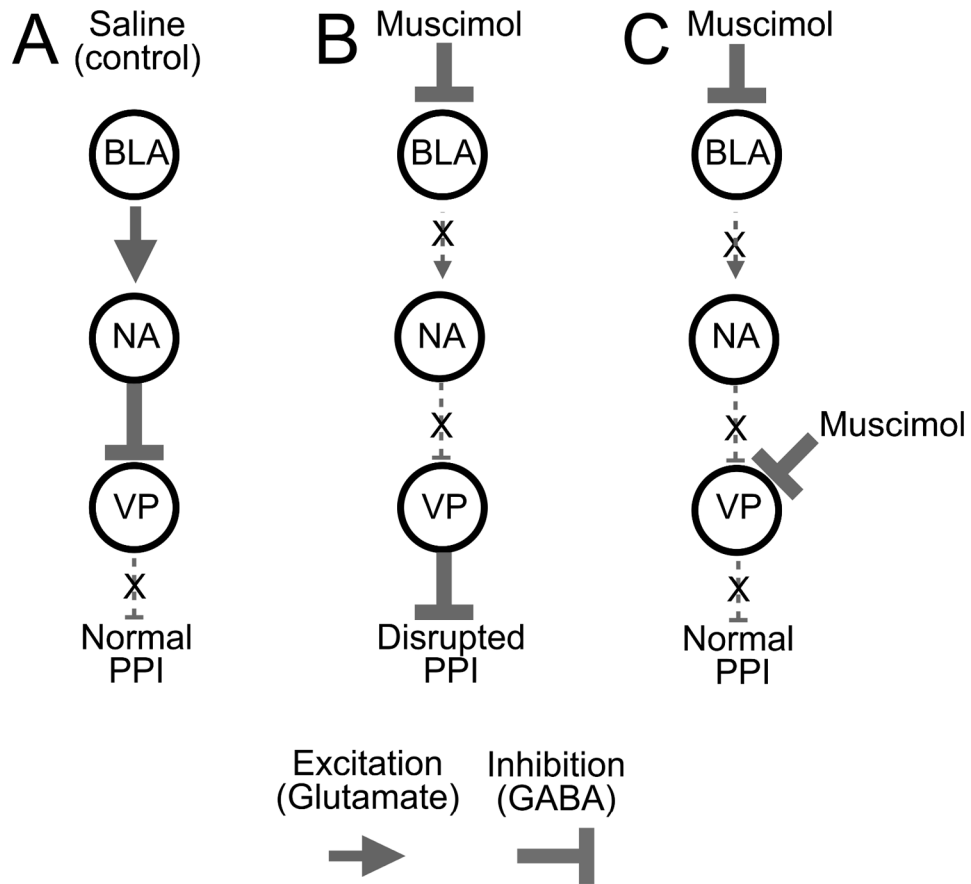 A
Saline
(control)
BLA
NA
VP
X
Normal
PPI
B
Muscimol
BLA
X
NA
X
VP
Disrupted
PPI
C
Muscimol
BLA
X
NA
X
Muscimol
VP
X
Normal
PPI
Excitation
(Glutamate)
Inhibition
(GABA)